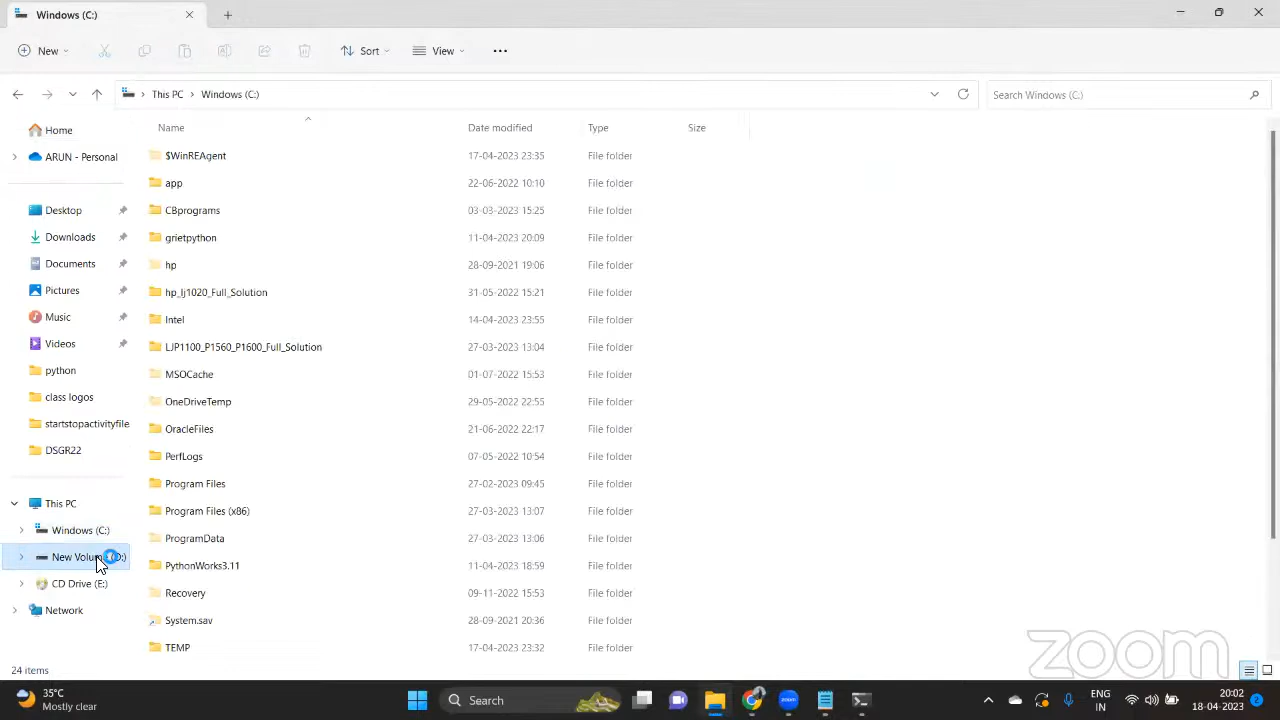 Windows (C:)
New
Sort
View
This PC > Windows (C:)
Search Windows (C:)
Home
ARUN - Personal
Desktop
Downloads
Documents
Pictures
Music
Videos
python
class logos
startstopactivityfile
DSGR22
This PC
Windows (C:)
New Volume (D:)
CD Drive (E:)
Network
Name Date modified Type Size
$WinREAgent 17-04-2023 23:35 File folder
app 22-06-2022 10:10 File folder
CBprograms 03-03-2023 15:25 File folder
grietpython 11-04-2023 20:09 File folder
hp 28-09-2021 19:06 File folder
hp_lj1020_Full_Solution 31-05-2022 15:21 File folder
Intel 14-04-2023 23:55 File folder
LJP1100_P1560_P1600_Full_Solution 27-03-2023 13:04 File folder
MSOCache 01-07-2022 15:53 File folder
OneDriveTemp 29-05-2022 22:55 File folder
OracleFiles 21-06-2022 22:17 File folder
PerfLogs 07-05-2022 10:54 File folder
Program Files 27-02-2023 09:45 File folder
Program Files (x86) 27-03-2023 13:07 File folder
ProgramData 27-03-2023 13:06 File folder
PythonWorks3.11 11-04-2023 18:59 File folder
Recovery 09-11-2022 15:53 File folder
System.sav 28-09-2021 20:36 File folder
TEMP 17-04-2023 23:32 File folder
24 items
zoom
35°C
Mostly clear
Search
zoom
ENG
IN
20:02
18-04-2023
2